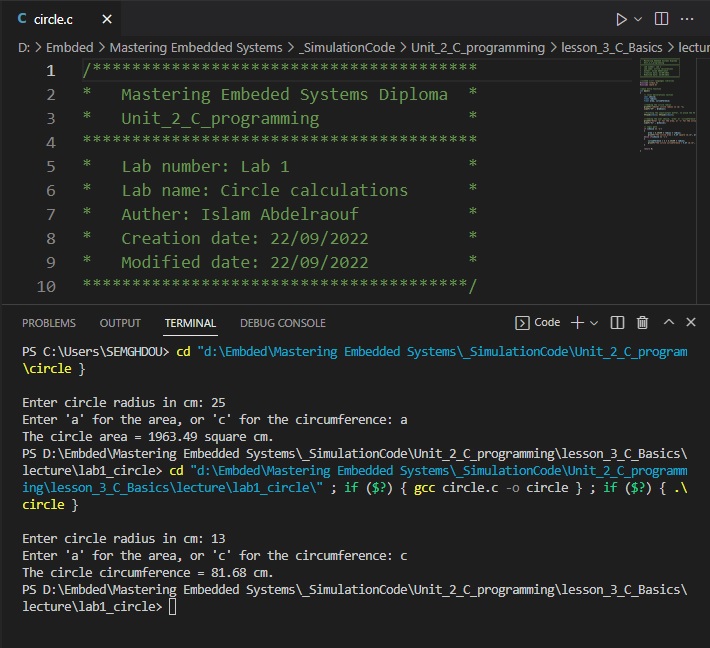 C circle.c ×
D: > Embded > Mastering Embedded Systems > _SimulationCode > Unit_2_C_programming > lesson_3_C_Basics > lectur
1 /***************************************
2 *   Mastering Embeded Systems Diploma  *
3 *   Unit_2_C_programming               *
4 ****************************************
5 *   Lab number: Lab 1                  *
6 *   Lab name: Circle calculations      *
7 *   Auther: Islam Abdelraouf           *
8 *   Creation date: 22/09/2022          *
9 *   Modified date: 22/09/2022          *
10 ***************************************/
PROBLEMS OUTPUT TERMINAL DEBUG CONSOLE Code
PS C:\Users\SEMGHDOU> cd "d:\Embded\Mastering Embedded Systems\_SimulationCode\Unit_2_C_program
\circle }
Enter circle radius in cm: 25
Enter 'a' for the area, or 'c' for the circumference: a
The circle area = 1963.49 square cm.
PS D:\Embded\Mastering Embedded Systems\_SimulationCode\Unit_2_C_programming\lesson_3_C_Basics\
lecture\lab1_circle> cd "d:\Embded\Mastering Embedded Systems\_SimulationCode\Unit_2_C_programm
ing\lesson_3_C_Basics\lecture\lab1_circle\" ; if ($?) { gcc circle.c -o circle } ; if ($?) { .\
circle }
Enter circle radius in cm: 13
Enter 'a' for the area, or 'c' for the circumference: c
The circle circumference = 81.68 cm.
PS D:\Embded\Mastering Embedded Systems\_SimulationCode\Unit_2_C_programming\lesson_3_C_Basics\
lecture\lab1_circle>